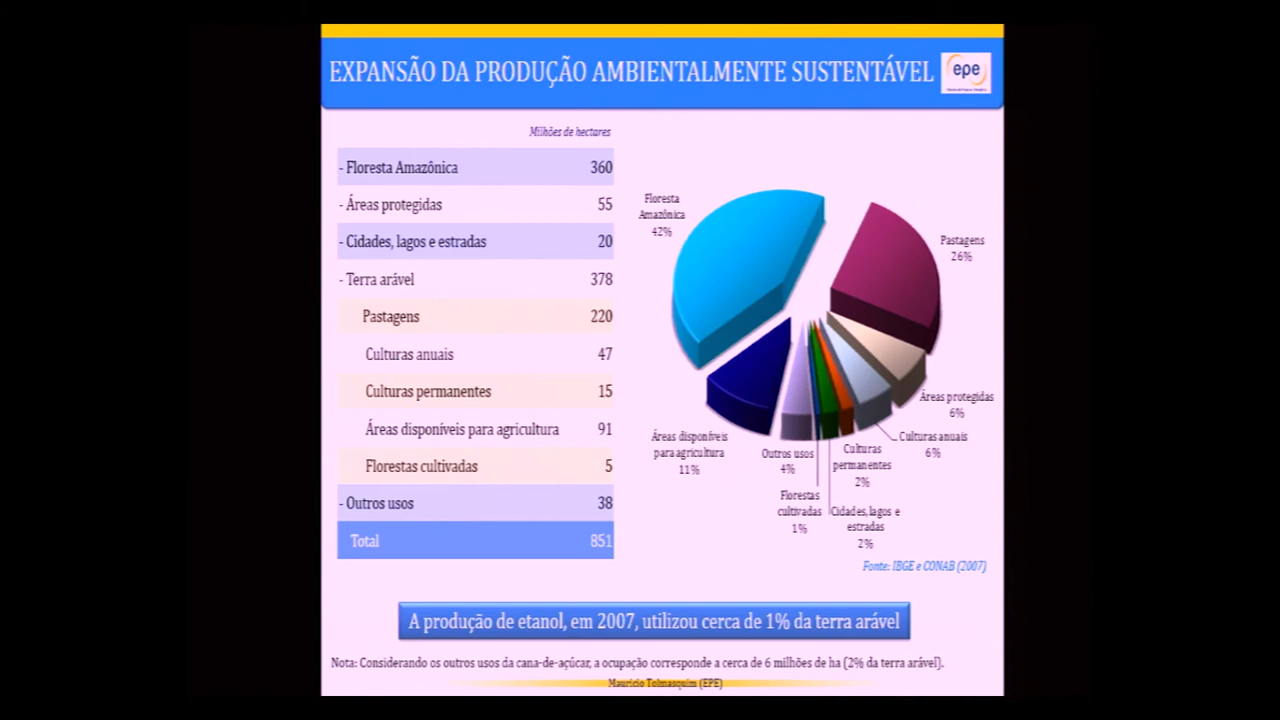 EXPANSÃO DA PRODUÇÃO AMBIENTALMENTE SUSTENTÁVEL
epe
Milhões de hectares
- Floresta Amazônica 360
- Áreas protegidas 55
- Cidades, lagos e estradas 20
- Terra arável 378
Pastagens 220
Culturas anuais 47
Culturas permanentes 15
Áreas disponíveis para agricultura 91
Florestas cultivadas 5
- Outros usos 38
Total 851
Floresta
Amazônica
42%
Pastagens
26%
Áreas protegidas
6%
Culturas anuais
6%
Culturas
permanentes
2%
Cidades, lagos e
estradas
2%
Florestas
cultivadas
1%
Outros usos
4%
Áreas disponíveis
para agricultura
11%
Fonte: IBGE e CONAB (2007)
A produção de etanol, em 2007, utilizou cerca de 1% da terra arável
Nota: Considerando os outros usos da cana-de-açúcar, a ocupação corresponde a cerca de 6 milhões de ha (2% da terra arável).
Maurício Tolmasquim (EPE)